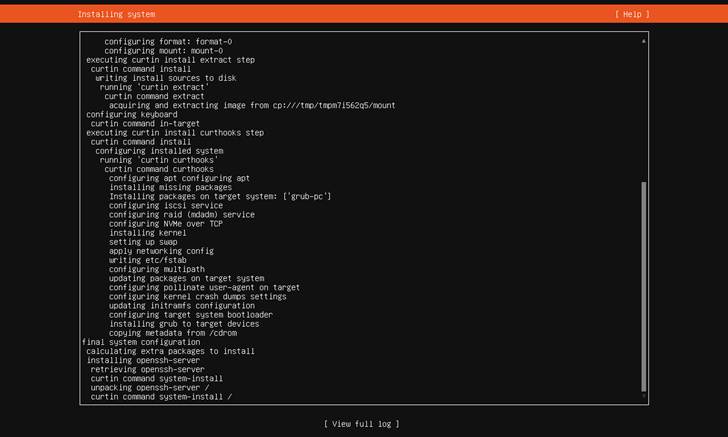 Installing system
[ Help ]
configuring format: format-0
configuring mount: mount-0
executing curtin install extract step
curtin command install
writing install sources to disk
running 'curtin extract'
curtin command extract
acquiring and extracting image from cp:///tmp/tmpm7i562q5/mount
configuring keyboard
curtin command in-target
executing curtin install curthooks step
curtin command install
configuring installed system
running 'curtin curthooks'
curtin command curthooks
configuring apt configuring apt
installing missing packages
Installing packages on target system: ['grub-pc']
configuring iscsi service
configuring raid (mdadm) service
configuring NVMe over TCP
installing kernel
setting up swap
apply networking config
writing etc/fstab
configuring multipath
updating packages on target system
configuring pollinate user-agent on target
configuring kernel crash dumps settings
updating initramfs configuration
configuring target system bootloader
installing grub to target devices
copying metadata from /cdrom
final system configuration
calculating extra packages to install
installing openssh-server
retrieving openssh-server
curtin command system-install
unpacking openssh-server /
curtin command system-install /
[ View full log ]